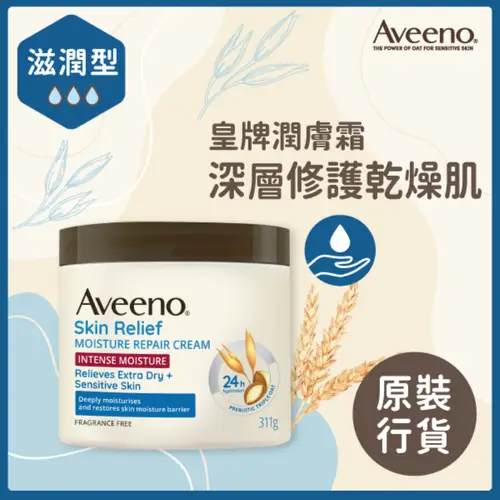 滋潤型
Aveeno®
THE POWER OF OAT FOR SENSITIVE SKIN
皇牌潤膚霜
深層修護乾燥肌
Aveeno®
Skin Relief
MOISTURE REPAIR CREAM
INTENSE MOISTURE
Relieves Extra Dry +
Sensitive Skin
Deeply moisturises
and restores skin moisture barrier
FRAGRANCE FREE
24h
hydration
PREBIOTIC TRIPLE OAT
311g
原裝
行貨